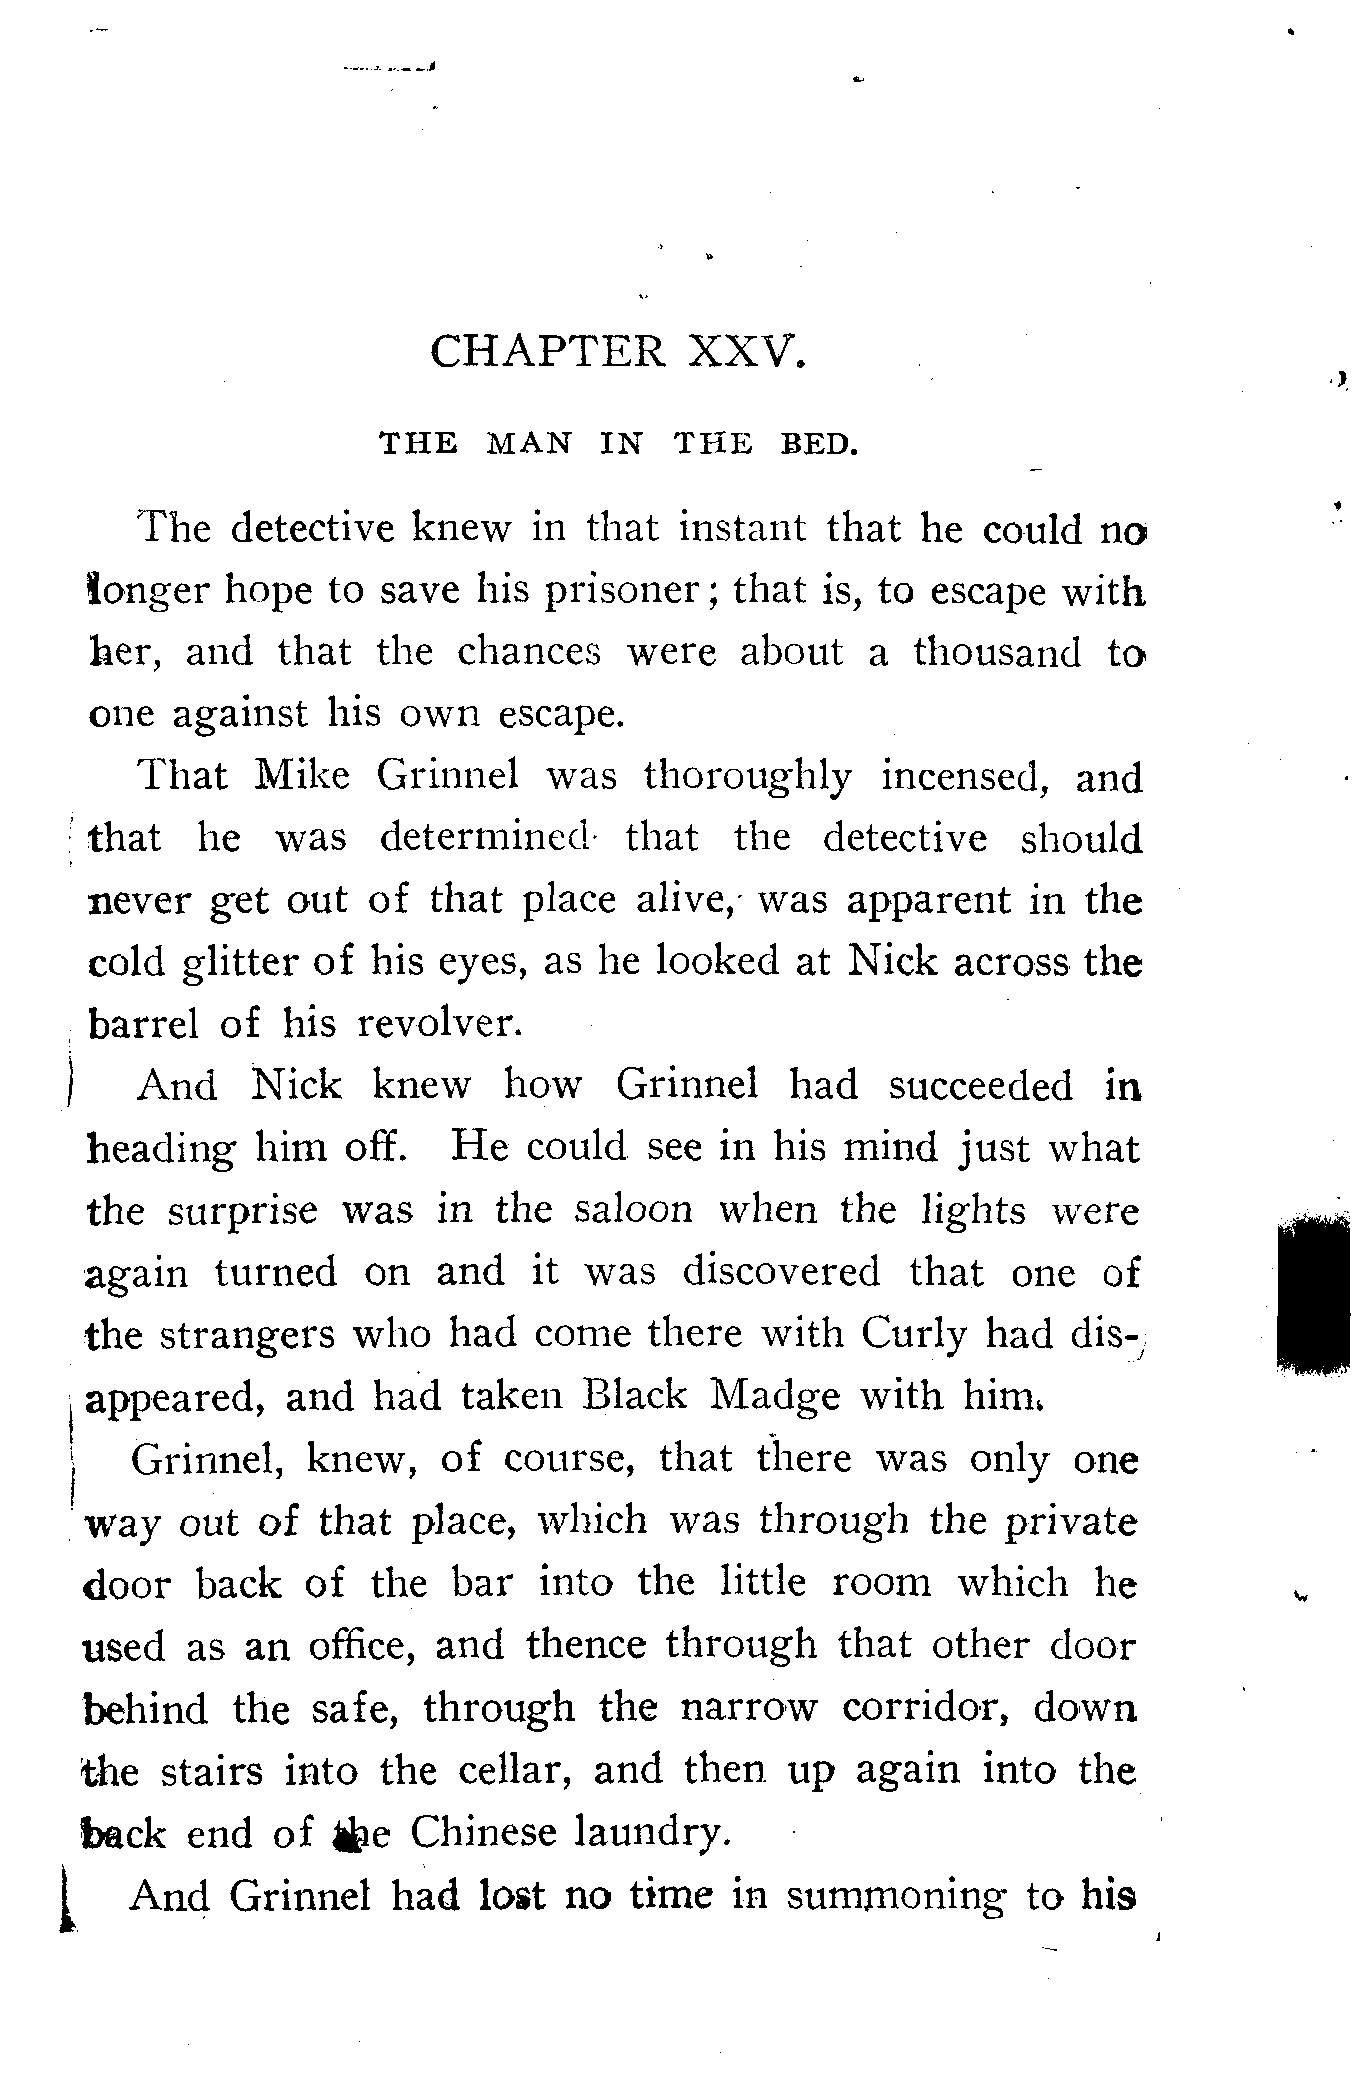 CHAPTER XXV.
THE MAN IN THE BED.
The detective knew in that instant that he could no
longer hope to save his prisoner; that is, to escape with
her, and that the chances were about a thousand to
one against his own escape.
That Mike Grinnel was thoroughly incensed, and
that he was determined that the detective should
never get out of that place alive, was apparent in the
cold glitter of his eyes, as he looked at Nick across the
barrel of his revolver.
And Nick knew how Grinnel had succeeded in
heading him off. He could see in his mind just what
the surprise was in the saloon when the lights were
again turned on and it was discovered that one of
the strangers who had come there with Curly had dis-
appeared, and had taken Black Madge with him.
Grinnel, knew, of course, that there was only one
way out of that place, which was through the private
door back of the bar into the little room which he
used as an office, and thence through that other door
behind the safe, through the narrow corridor, down
the stairs into the cellar, and then up again into the
back end of the Chinese laundry.
And Grinnel had lost no time in summoning to his